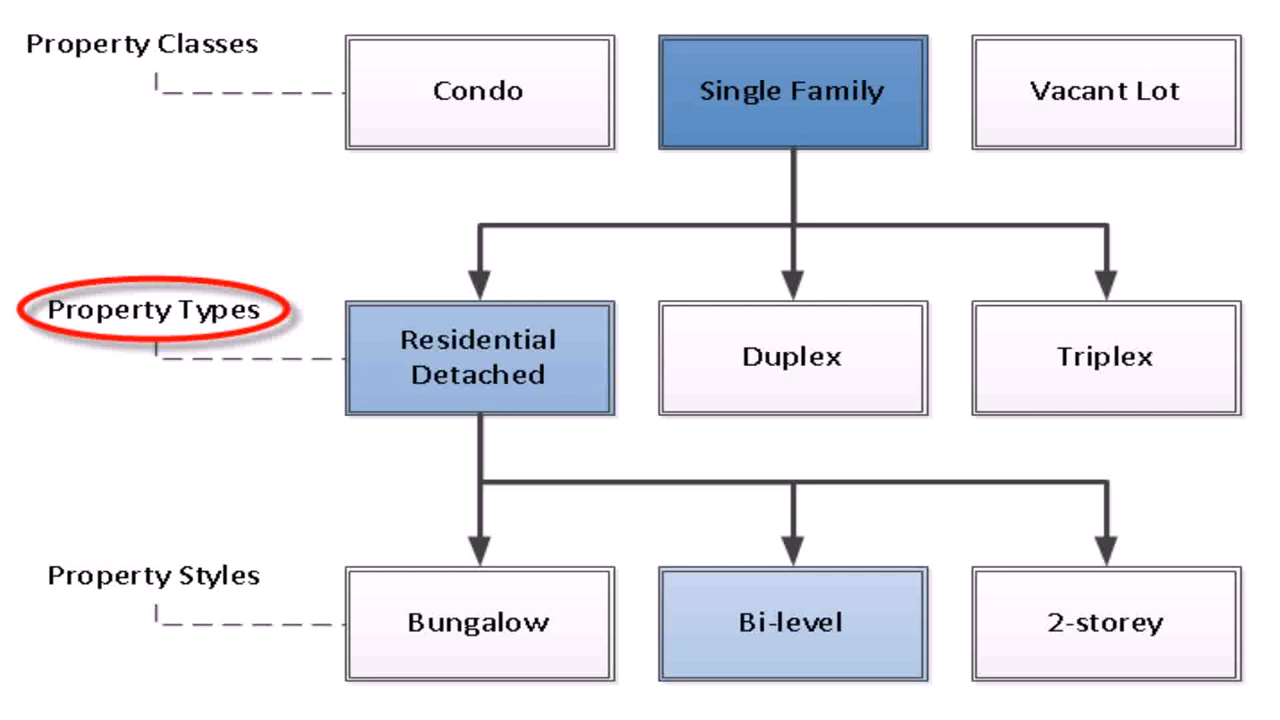 Property Classes
Condo
Single Family
Vacant Lot
Property Types
Residential
Detached
Duplex
Triplex
Property Styles
Bungalow
Bi-level
2-storey